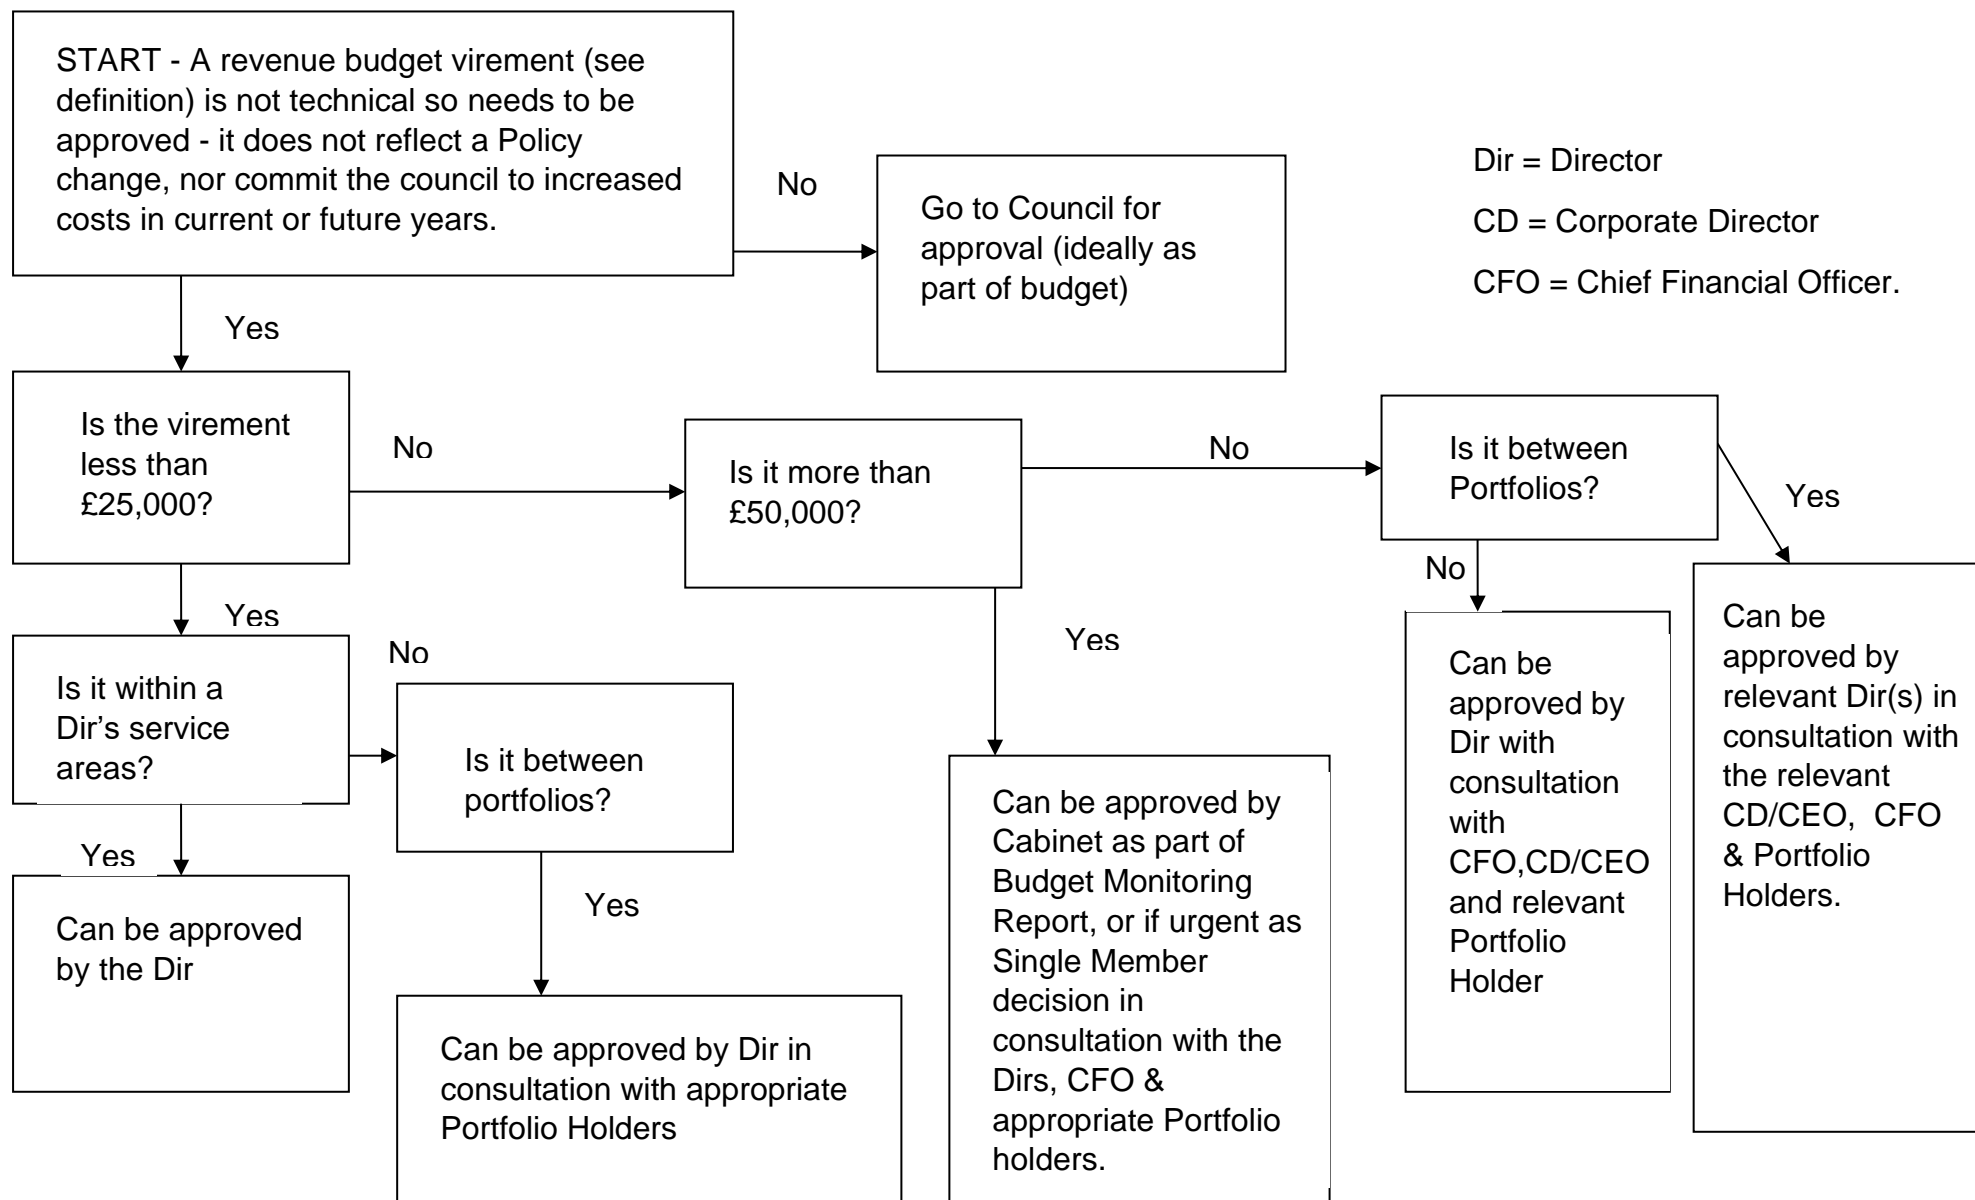 START - A revenue budget virement (see
definition) is not technical so needs to be
approved - it does not reflect a Policy
change, nor commit the council to increased
costs in current or future years.
No
Go to Council for
approval (ideally as
part of budget)
Dir = Director
CD = Corporate Director
CFO = Chief Financial Officer.
Yes
Is the virement
less than
£25,000?
No
Is it more than
£50,000?
No
Is it between
Portfolios?
Yes
No
Yes
Is it within a
Dir's service
areas?
No
Is it between
portfolios?
Yes
Can be approved
by the Dir
Yes
Can be approved by Dir in
consultation with appropriate
Portfolio Holders
Yes
Can be approved by
Cabinet as part of
Budget Monitoring
Report, or if urgent as
Single Member
decision in
consultation with the
Dirs, CFO &
appropriate Portfolio
holders.
Can be
approved by
Dir with
consultation
with
CFO,CD/CEO
and relevant
Portfolio
Holder
Can be
approved by
relevant Dir(s) in
consultation with
the relevant
CD/CEO,  CFO
& Portfolio
Holders.